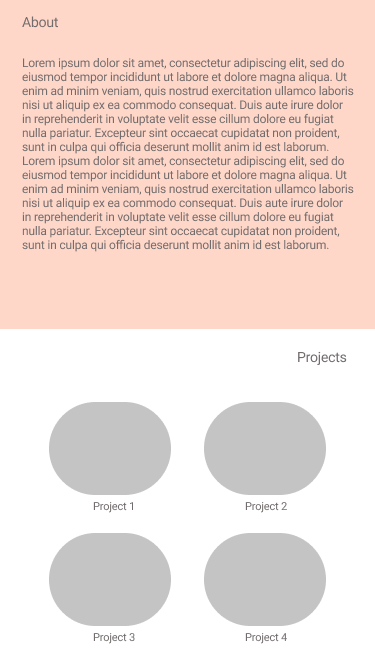 About
Lorem ipsum dolor sit amet, consectetur adipiscing elit, sed do
eiusmod tempor incididunt ut labore et dolore magna aliqua. Ut
enim ad minim veniam, quis nostrud exercitation ullamco laboris
nisi ut aliquip ex ea commodo consequat. Duis aute irure dolor
in reprehenderit in voluptate velit esse cillum dolore eu fugiat
nulla pariatur. Excepteur sint occaecat cupidatat non proident,
sunt in culpa qui officia deserunt mollit anim id est laborum.
Lorem ipsum dolor sit amet, consectetur adipiscing elit, sed do
eiusmod tempor incididunt ut labore et dolore magna aliqua. Ut
enim ad minim veniam, quis nostrud exercitation ullamco laboris
nisi ut aliquip ex ea commodo consequat. Duis aute irure dolor
in reprehenderit in voluptate velit esse cillum dolore eu fugiat
nulla pariatur. Excepteur sint occaecat cupidatat non proident,
sunt in culpa qui officia deserunt mollit anim id est laborum.
Projects
Project 1
Project 2
Project 3
Project 4